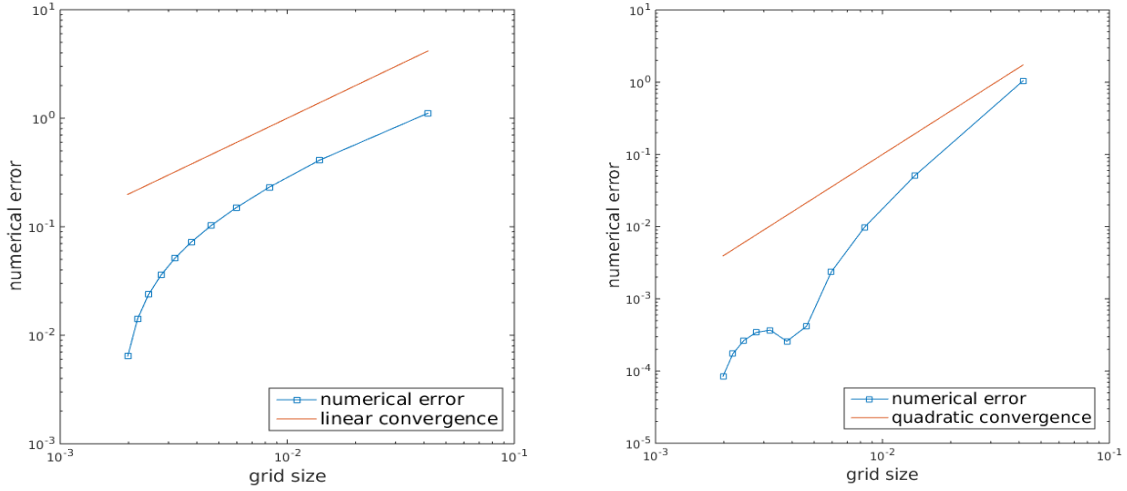 10^1
10^0
10^-1
10^-2
10^-3
numerical error
10^-3
10^-2
10^-1
grid size
numerical error
linear convergence
10^1
10^0
10^-1
10^-2
10^-3
10^-4
10^-5
numerical error
10^-3
10^-2
10^-1
grid size
numerical error
quadratic convergence